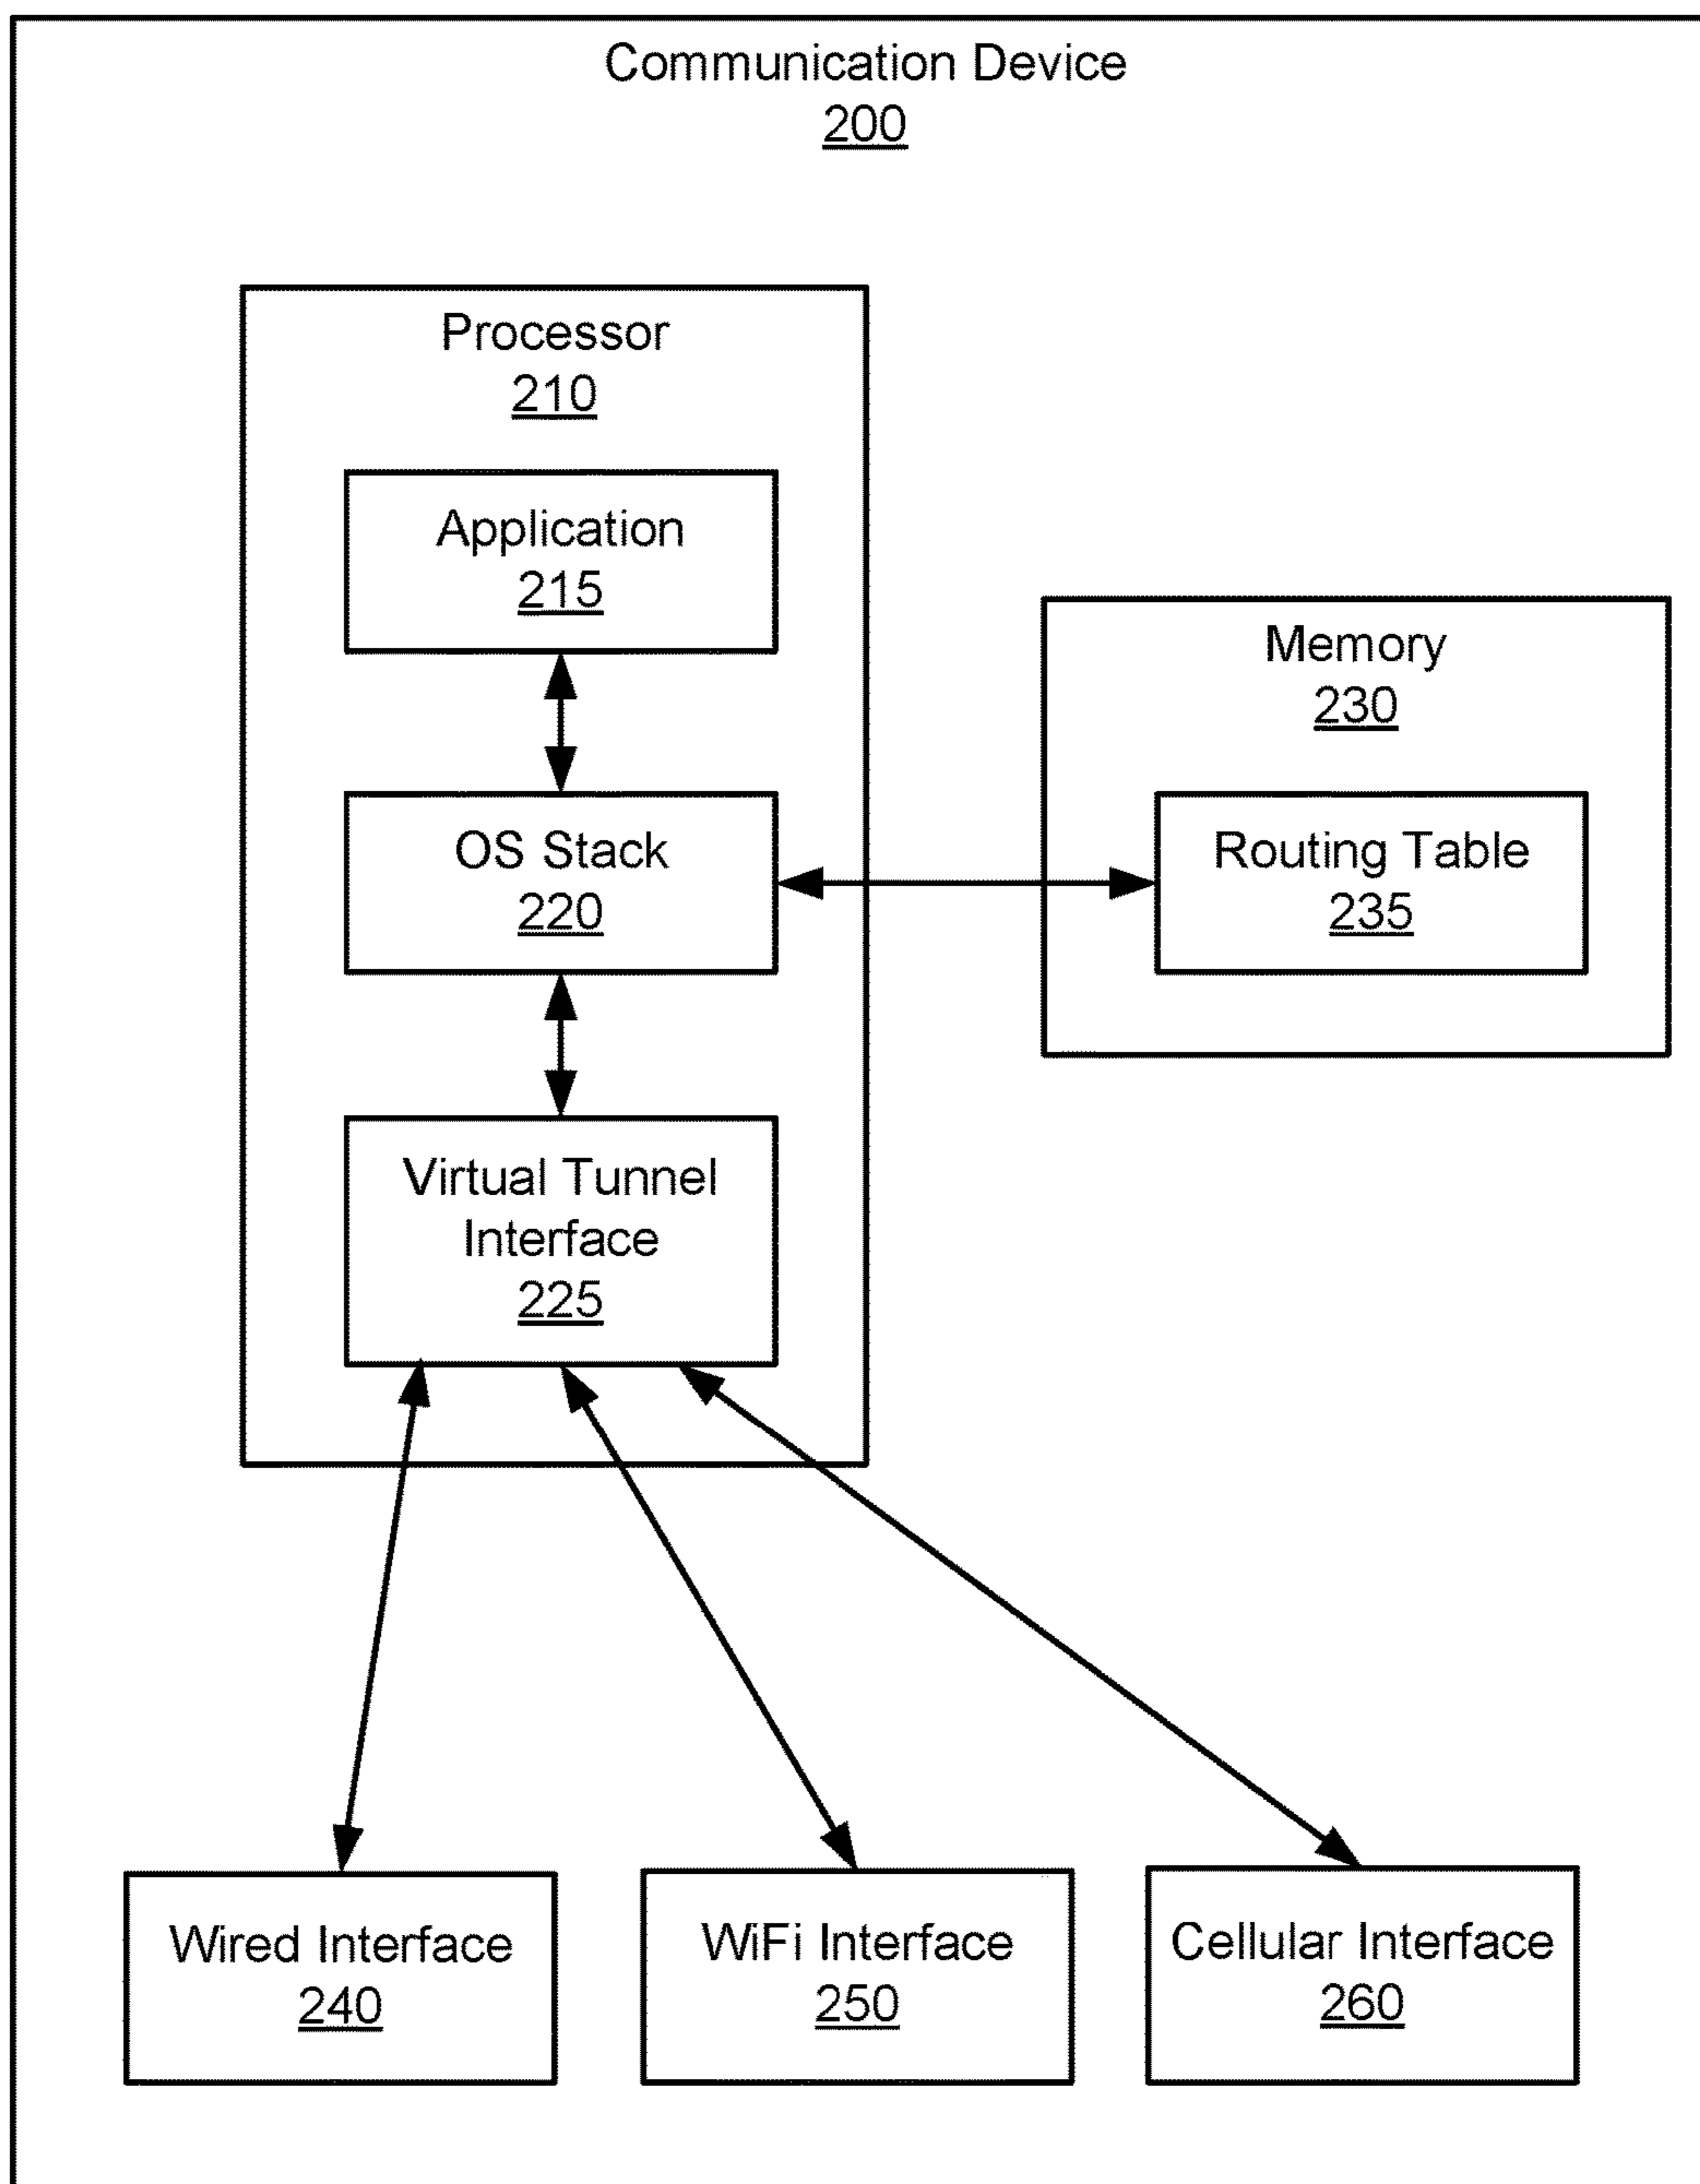 Communication Device
200
Processor
210
Application
215
OS Stack
220
Virtual Tunnel
Interface
225
Memory
230
Routing Table
235
Wired Interface
240
WiFi Interface
250
Cellular Interface
260